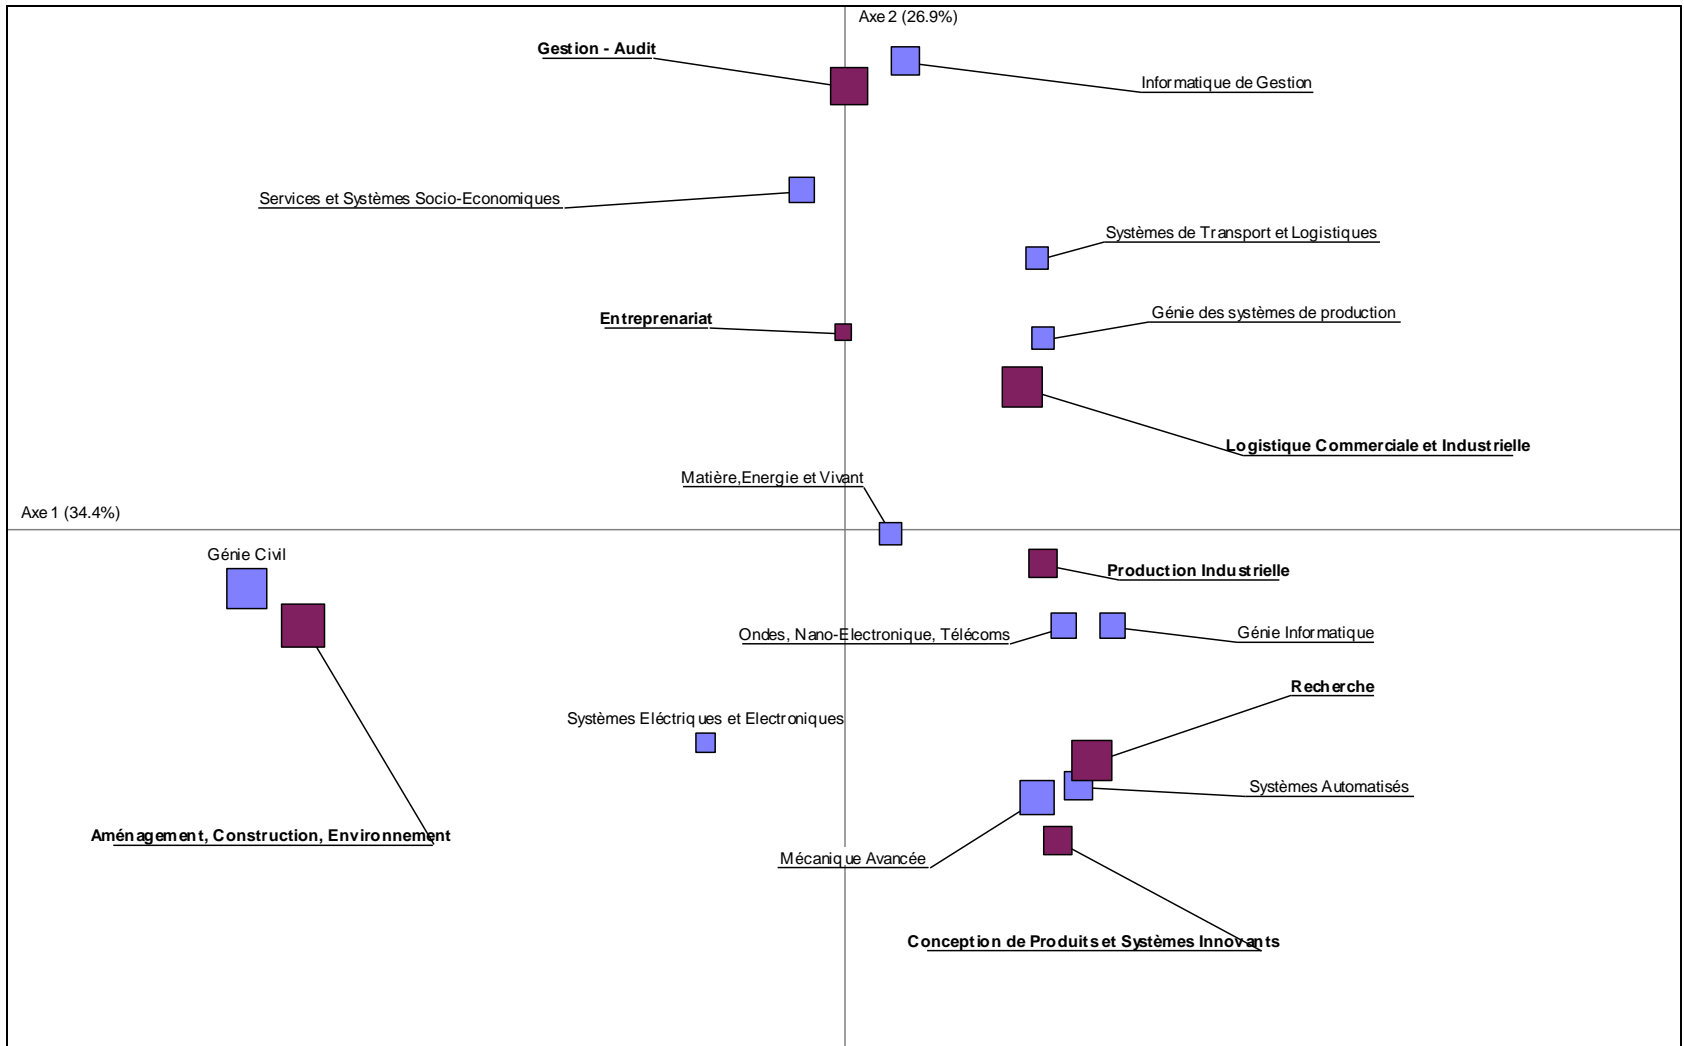 Axe 2 (26.9%)
Gestion - Audit
Informatique de Gestion
Services et Systèmes Socio-Economiques
Systèmes de Transport et Logistiques
Entreprenariat
Génie des systèmes de production
Logistique Commerciale et Industrielle
Matière,Energie et Vivant
Axe 1 (34.4%)
Génie Civil
Production Industrielle
Ondes, Nano-Electronique, Télécoms
Génie Informatique
Recherche
Systèmes Eléctriques et Electroniques
Systèmes Automatisés
Aménagement, Construction, Environnement
Mécanique Avancée
Conception de Produits et Systèmes Innovants